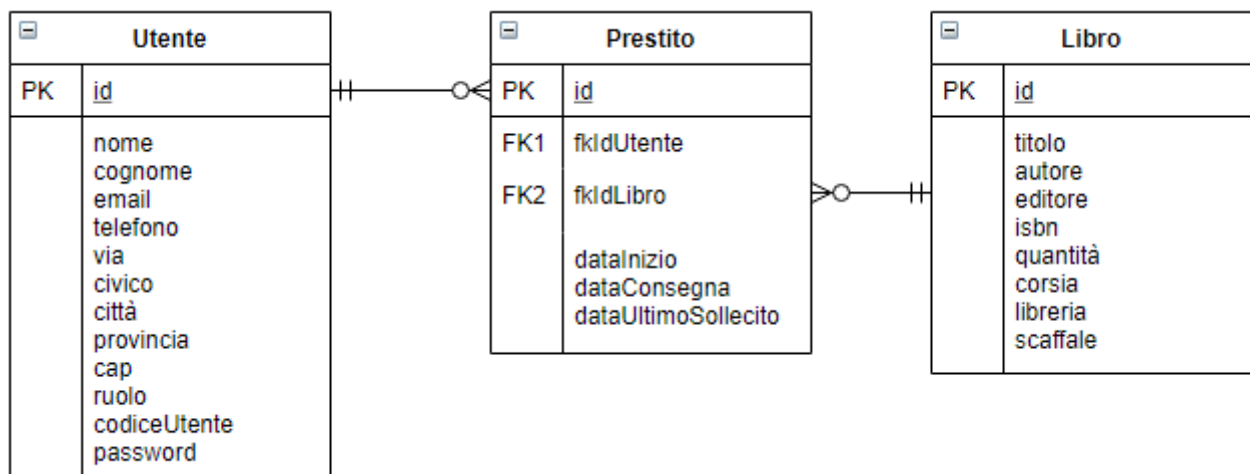 Utente
PK id
nome
cognome
email
telefono
via
civico
città
provincia
cap
ruolo
codiceUtente
password
Prestito
PK id
FK1 fkIdUtente
FK2 fkIdLibro
dataInizio
dataConsegna
dataUltimoSollecito
Libro
PK id
titolo
autore
editore
isbn
quantità
corsia
libreria
scaffale